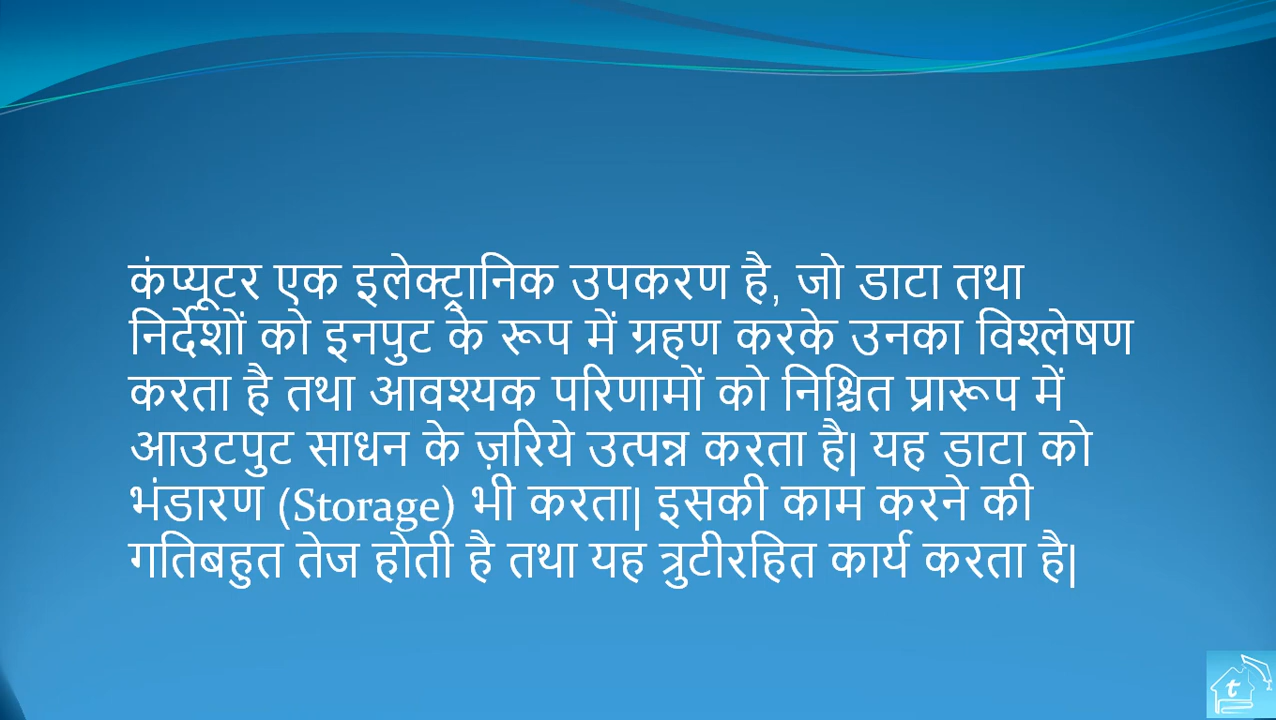 कंप्यूटर एक इलेक्ट्रानिक उपकरण है, जो डाटा तथा
निर्देशों को इनपुट के रूप में ग्रहण करके उनका विश्लेषण
करता है तथा आवश्यक परिणामों को निश्चित प्रारूप में
आउटपुट साधन के ज़रिये उत्पन्न करता है|  यह डाटा को
भंडारण (Storage) भी करता| इसकी काम करने की
गतिबहुत तेज होती है तथा यह त्रुटीरहित कार्य करता है|
t